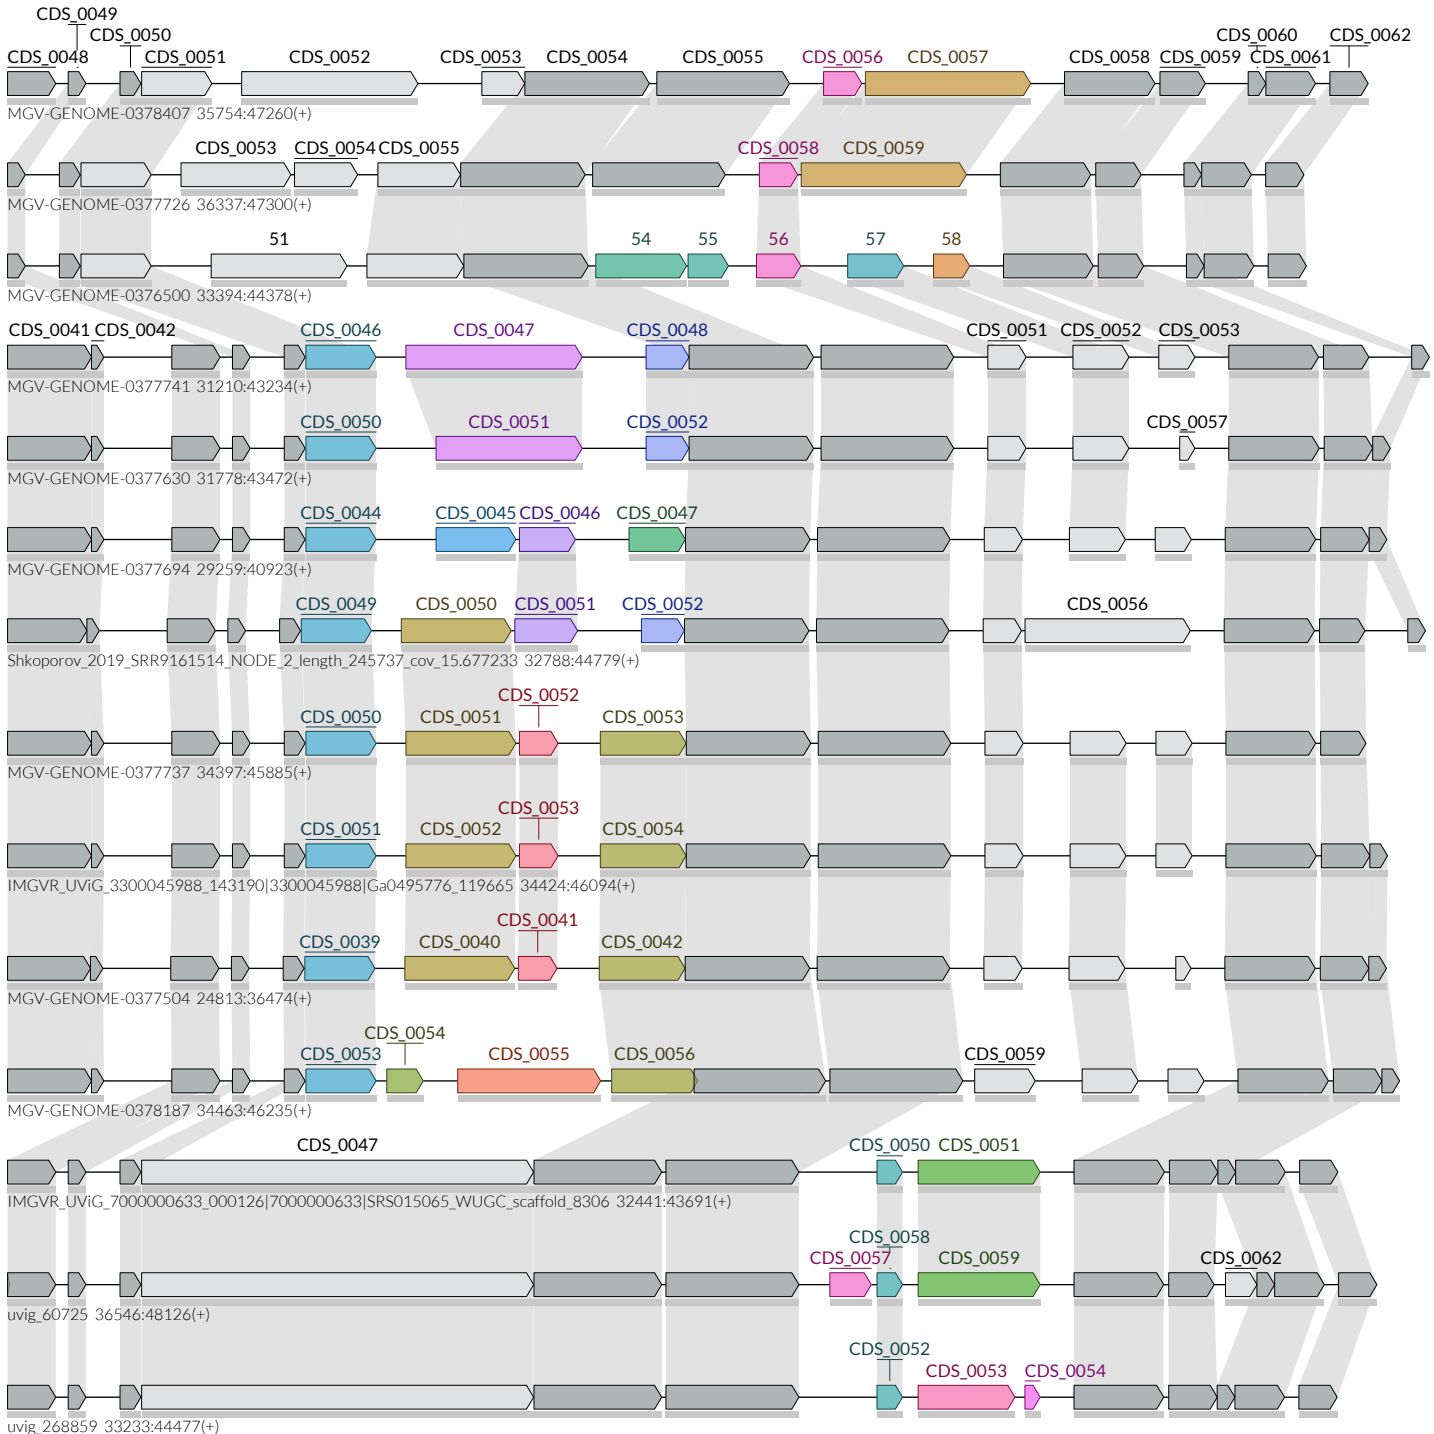 CDS_0049
CDS_0050
CDS_0048 CDS_0051 CDS_0052 CDS_0053 CDS_0054 CDS_0055 CDS_0056 CDS_0057 CDS_0058 CDS_0059 CDS_0060 CDS_0061 CDS_0062
MGV-GENOME-0378407 35754:47260(+)
CDS_0053 CDS_0054 CDS_0055 CDS_0058 CDS_0059
MGV-GENOME-0377726 36337:47300(+)
51 54 55 56 57 58
MGV-GENOME-0376500 33394:44378(+)
CDS_0041 CDS_0042 CDS_0046 CDS_0047 CDS_0048 CDS_0051 CDS_0052 CDS_0053
MGV-GENOME-0377741 31210:43234(+)
CDS_0050 CDS_0051 CDS_0052 CDS_0057
MGV-GENOME-0377630 31778:43472(+)
CDS_0044 CDS_0045 CDS_0046 CDS_0047
MGV-GENOME-0377694 29259:40923(+)
CDS_0049 CDS_0050 CDS_0051 CDS_0052 CDS_0056
Shkoporov_2019_SRR9161514_NODE_2_length_245737_cov_15.677233 32788:44779(+)
CDS_0052
CDS_0050 CDS_0051 CDS_0053
MGV-GENOME-0377737 34397:45885(+)
CDS_0053
CDS_0051 CDS_0052 CDS_0054
IMGVR_UViG_3300045988_143190|3300045988|Ga0495776_119665 34424:46094(+)
CDS_0041
CDS_0039 CDS_0040 CDS_0042
MGV-GENOME-0377504 24813:36474(+)
CDS_0054
CDS_0053 CDS_0055 CDS_0056 CDS_0059
MGV-GENOME-0378187 34463:46235(+)
CDS_0047 CDS_0050 CDS_0051
IMGVR_UViG_7000000633_000126|7000000633|SRS015065_WUGC_scaffold_8306 32441:43691(+)
CDS_0058
CDS_0057 CDS_0059 CDS_0062
uvig_60725 36546:48126(+)
CDS_0052
CDS_0053 CDS_0054
uvig_268859 33233:44477(+)